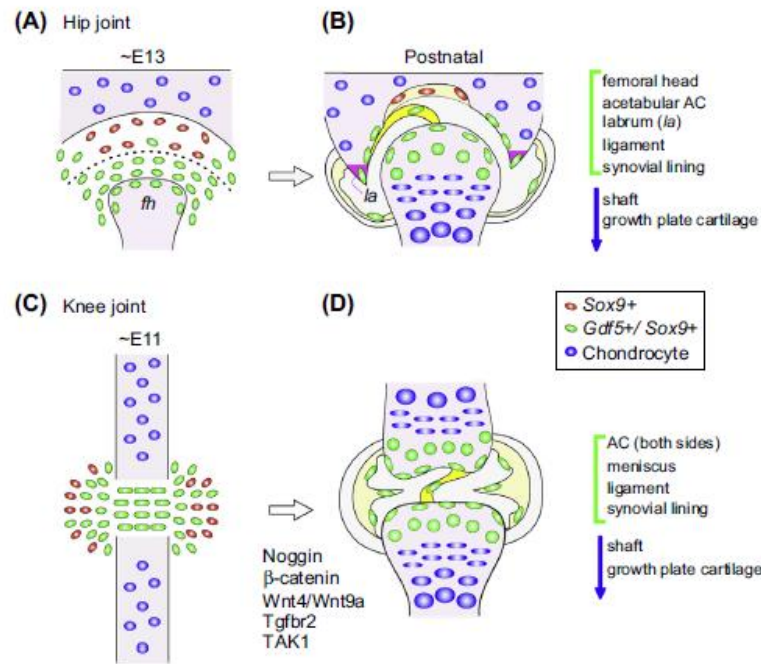 (A) Hip joint
~E13
fh
(B)
Postnatal
la
femoral head
acetabular AC
labrum (la)
ligament
synovial lining
shaft
growth plate cartilage
(C) Knee joint
~E11
Noggin
β-catenin
Wnt4/Wnt9a
Tgfbr2
TAK1
(D)
Sox9+
Gdf5+/ Sox9+
Chondrocyte
AC (both sides)
meniscus
ligament
synovial lining
shaft
growth plate cartilage